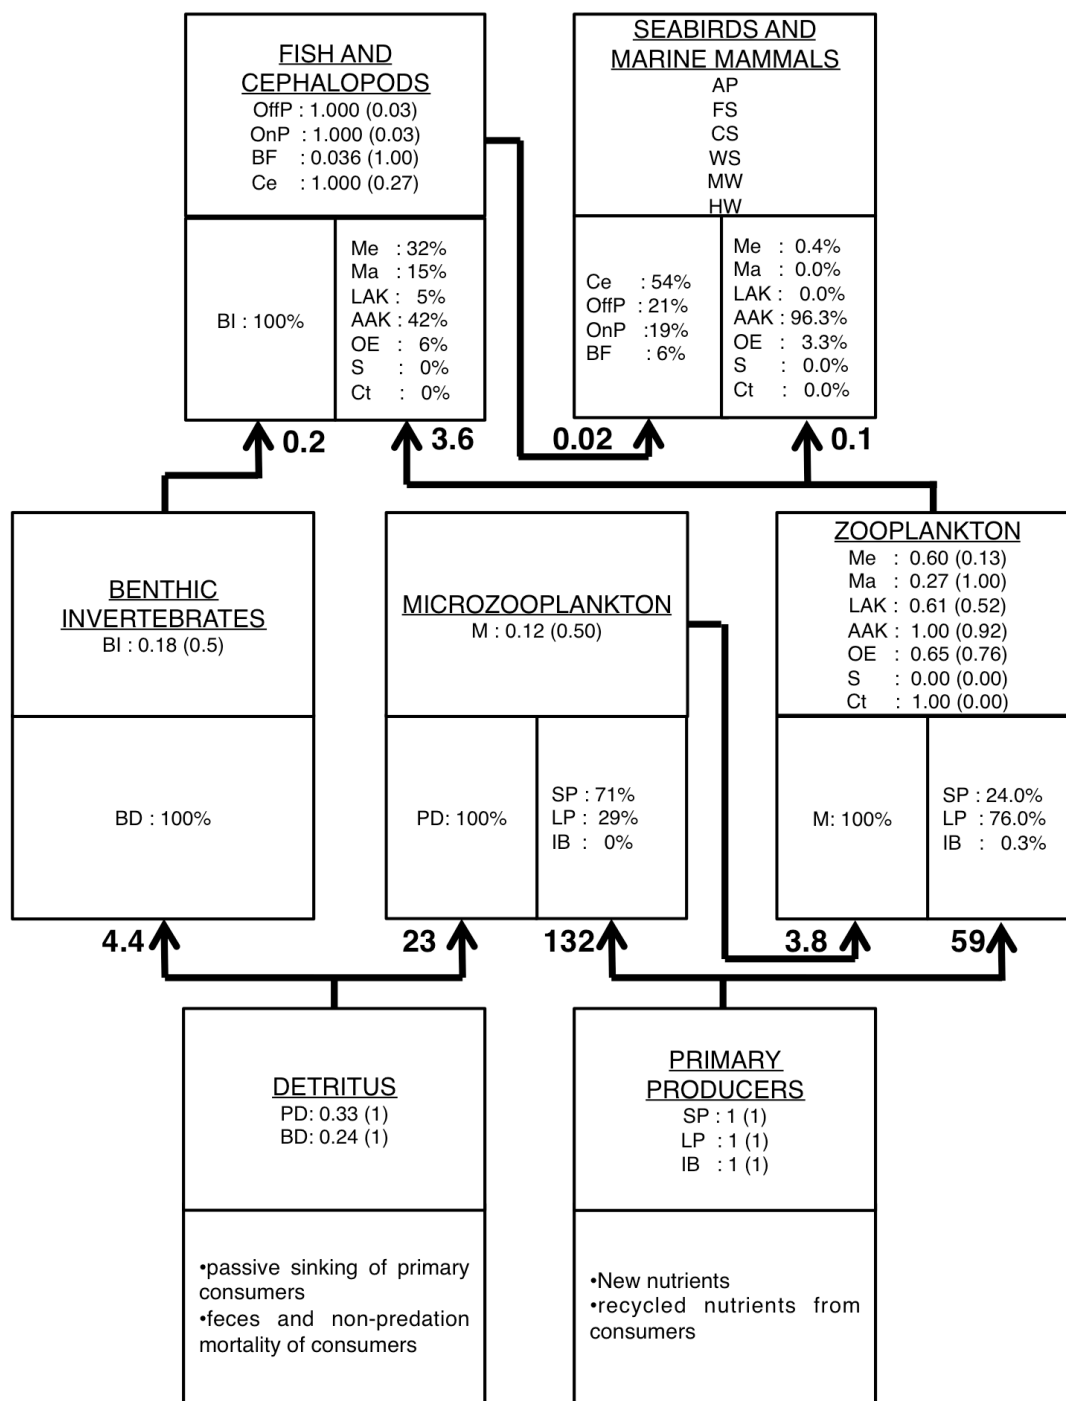 FISH AND
CEPHALOPODS
OffP : 1.000 (0.03)
OnP : 1.000 (0.03)
BF : 0.036 (1.00)
Ce : 1.000 (0.27)
BI : 100%
Me : 32%
Ma : 15%
LAK : 5%
AAK : 42%
OE : 6%
S : 0%
Ct : 0%
SEABIRDS AND
MARINE MAMMALS
AP
FS
CS
WS
MW
HW
Ce : 54%
OffP : 21%
OnP :19%
BF : 6%
Me : 0.4%
Ma : 0.0%
LAK : 0.0%
AAK : 96.3%
OE : 3.3%
S : 0.0%
Ct : 0.0%
0.2
3.6
0.02
0.1
BENTHIC
INVERTEBRATES
BI : 0.18 (0.5)
BD : 100%
MICROZOOPLANKTON
M : 0.12 (0.50)
PD: 100%
SP : 71%
LP : 29%
IB : 0%
ZOOPLANKTON
Me : 0.60 (0.13)
Ma : 0.27 (1.00)
LAK : 0.61 (0.52)
AAK : 1.00 (0.92)
OE : 0.65 (0.76)
S : 0.00 (0.00)
Ct : 1.00 (0.00)
M: 100%
SP : 24.0%
LP : 76.0%
IB : 0.3%
4.4
23
132
3.8
59
DETRITUS
PD: 0.33 (1)
BD: 0.24 (1)
•passive sinking of primary
consumers
•feces and non-predation
mortality of consumers
PRIMARY
PRODUCERS
SP : 1 (1)
LP : 1 (1)
IB : 1 (1)
•New nutrients
•recycled nutrients from
consumers